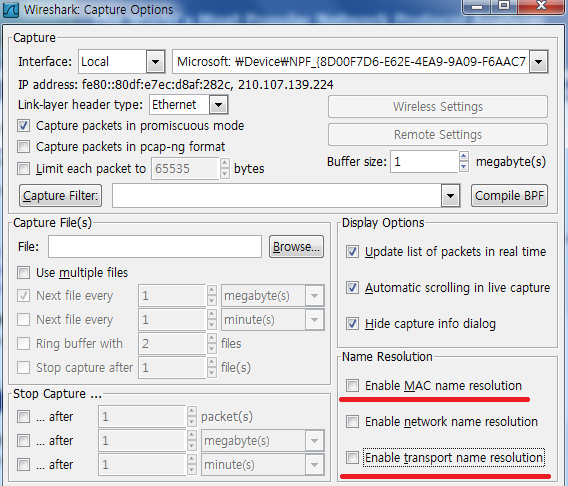 Wireshark: Capture Options
Capture
Interface: Local Microsoft: ₩Device₩NPF_{8D00F7D6-E62E-4EA9-9A09-F6AAC7
IP address: fe80::80df:e7ec:d8af:282c, 210.107.139.224
Link-layer header type: Ethernet
Wireless Settings
Capture packets in promiscuous mode
Remote Settings
Capture packets in pcap-ng format
Limit each packet to 65535 bytes
Buffer size: 1 megabyte(s)
Capture Filter: Compile BPF
Capture File(s)
File: Browse...
Use multiple files
Next file every 1 megabyte(s)
Next file every 1 minute(s)
Ring buffer with 2 files
Stop capture after 1 file(s)
Display Options
Update list of packets in real time
Automatic scrolling in live capture
Hide capture info dialog
Stop Capture ...
... after 1 packet(s)
... after 1 megabyte(s)
... after 1 minute(s)
Name Resolution
Enable MAC name resolution
Enable network name resolution
Enable transport name resolution